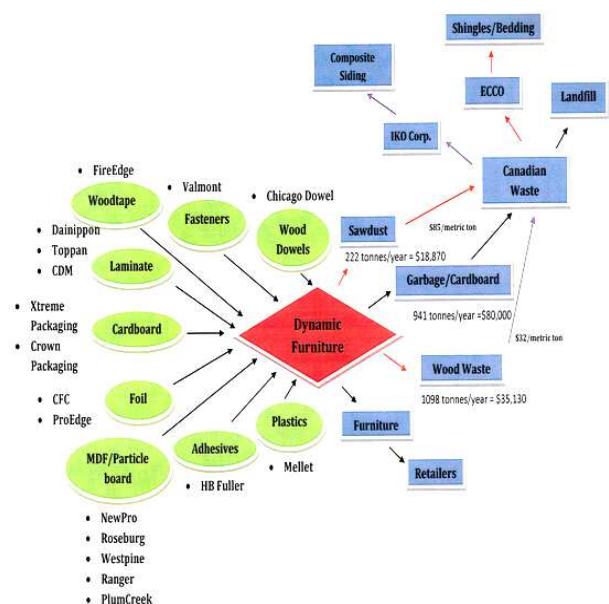 Shingles/Bedding
Composite
Siding
ECCO
Landfill
IKO Corp.
Canadian
Waste
• FireEdge
Woodtape
• Valmont
Fasteners
• Chicago Dowel
Wood
Dowels
Sawdust
$85/metric ton
222 tonnes/year = $18,870
• Dainippon
• Toppan
• CDM
Laminate
Garbage/Cardboard
941 tonnes/year =$80,000
• Xtreme
Packaging
• Crown
Packaging
Cardboard
Dynamic
Furniture
$32/metric ton
Wood Waste
1098 tonnes/year = $35,130
• CFC
• ProEdge
Foil
Plastics
• Mellet
Furniture
Retailers
MDF/Particle
board
Adhesives
• HB Fuller
• NewPro
• Roseburg
• Westpine
• Ranger
• PlumCreek